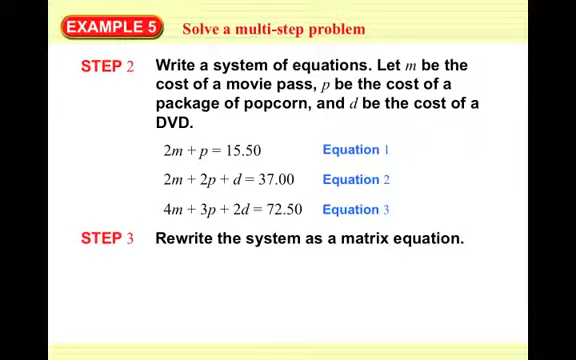 EXAMPLE 5 Solve a multi-step problem
STEP 2 Write a system of equations. Let m be the
cost of a movie pass, p be the cost of a
package of popcorn, and d be the cost of a
DVD.
2m + p = 15.50 Equation 1
2m + 2p + d = 37.00 Equation 2
4m + 3p + 2d = 72.50 Equation 3
STEP 3 Rewrite the system as a matrix equation.